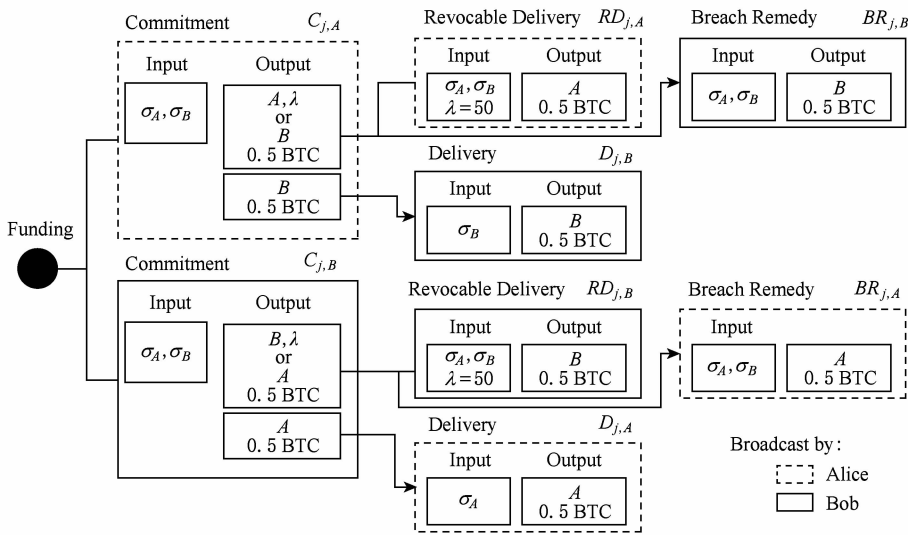 Commitment C_{j,A}
Input Output
σ_A, σ_B
A, λ
or
B
0.5 BTC
B
0.5 BTC
Revocable Delivery RD_{j,A}
Input Output
σ_A, σ_B
λ=50
A
0.5 BTC
Breach Remedy BR_{j,B}
Input Output
σ_A, σ_B
B
0.5 BTC
Delivery D_{j,B}
Input Output
σ_B
B
0.5 BTC
Funding
Commitment C_{j,B}
Input Output
σ_A, σ_B
B, λ
or
A
0.5 BTC
A
0.5 BTC
Revocable Delivery RD_{j,B}
Input Output
σ_A, σ_B
λ=50
B
0.5 BTC
Breach Remedy BR_{j,A}
Input
σ_A, σ_B
A
0.5 BTC
Delivery D_{j,A}
Input Output
σ_A
A
0.5 BTC
Broadcast by:
Alice
Bob